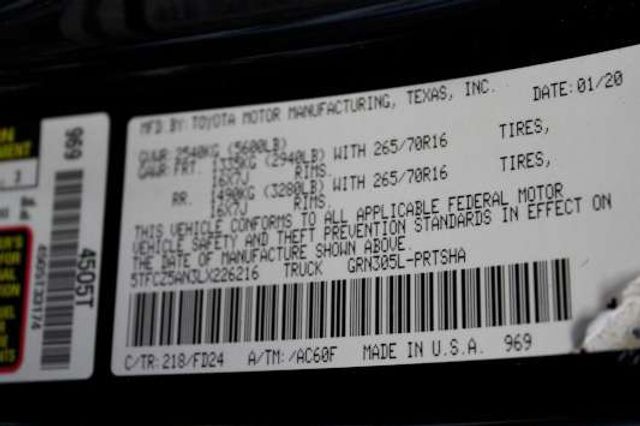 MFD BY: TOYOTA MOTOR MANUFACTURING, TEXAS, INC. DATE: 01/20
GVWR 2540KG (5600LB)
GAWR: FRT. 1335KG (2940LB) WITH 265/70R16 TIRES,
16X7J RIMS.
RR. 1490KG (3280LB) WITH 265/70R16 TIRES,
16X7J RIMS.
THIS VEHICLE CONFORMS TO ALL APPLICABLE FEDERAL MOTOR
VEHICLE SAFETY AND THEFT PREVENTION STANDARDS IN EFFECT ON
THE DATE OF MANUFACTURE SHOWN ABOVE.
5TFCZ5AN3LX226216 TRUCK GRN305L-PRTSHA
C/TR: 218/FD24 A/TM: /AC60F MADE IN U.S.A. 969
969
4505T
4505T33174